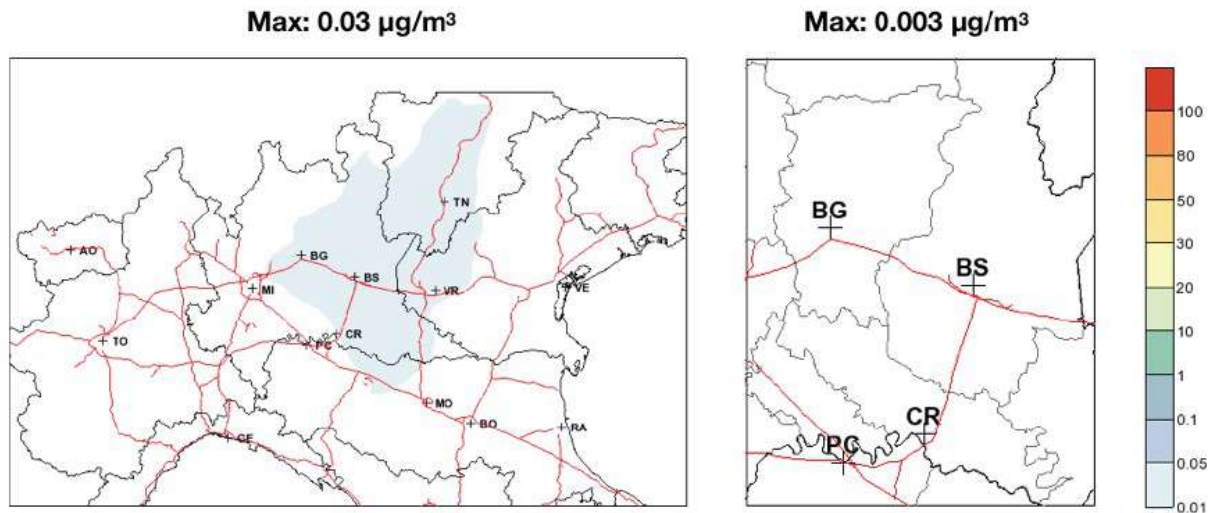 Max: 0.03 µg/m³
Max: 0.003 µg/m³
TN
AO
BG
BS
MI
VR
VE
TO
CR
PC
MO
BO
RA
GE
BG
BS
CR
PC
100
80
50
30
20
10
1
0.1
0.05
0.01